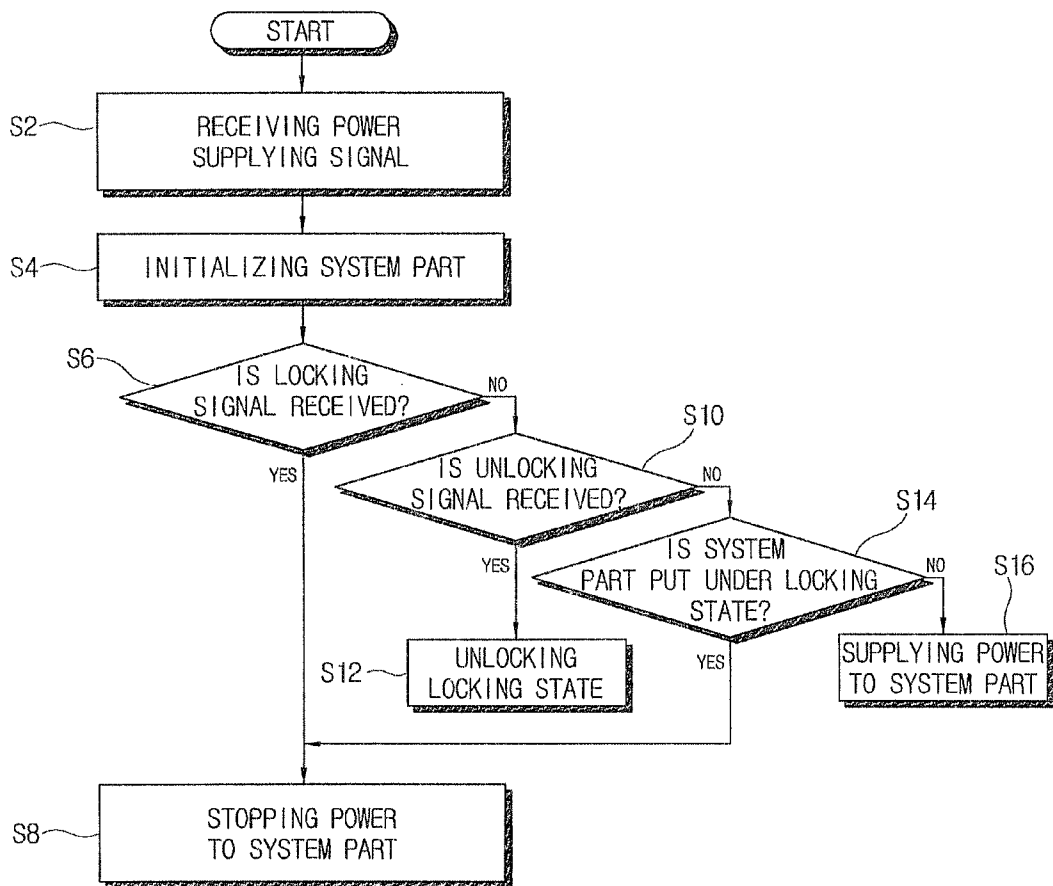 START
S2
RECEIVING POWER
SUPPLYING SIGNAL
S4
INITIALIZING SYSTEM PART
S6
IS LOCKING
SIGNAL RECEIVED?
NO
YES
S10
IS UNLOCKING
SIGNAL RECEIVED?
NO
YES
S14
IS SYSTEM
PART PUT UNDER LOCKING
STATE?
NO
YES
S16
SUPPLYING POWER
TO SYSTEM PART
S12
UNLOCKING
LOCKING STATE
S8
STOPPING POWER
TO SYSTEM PART